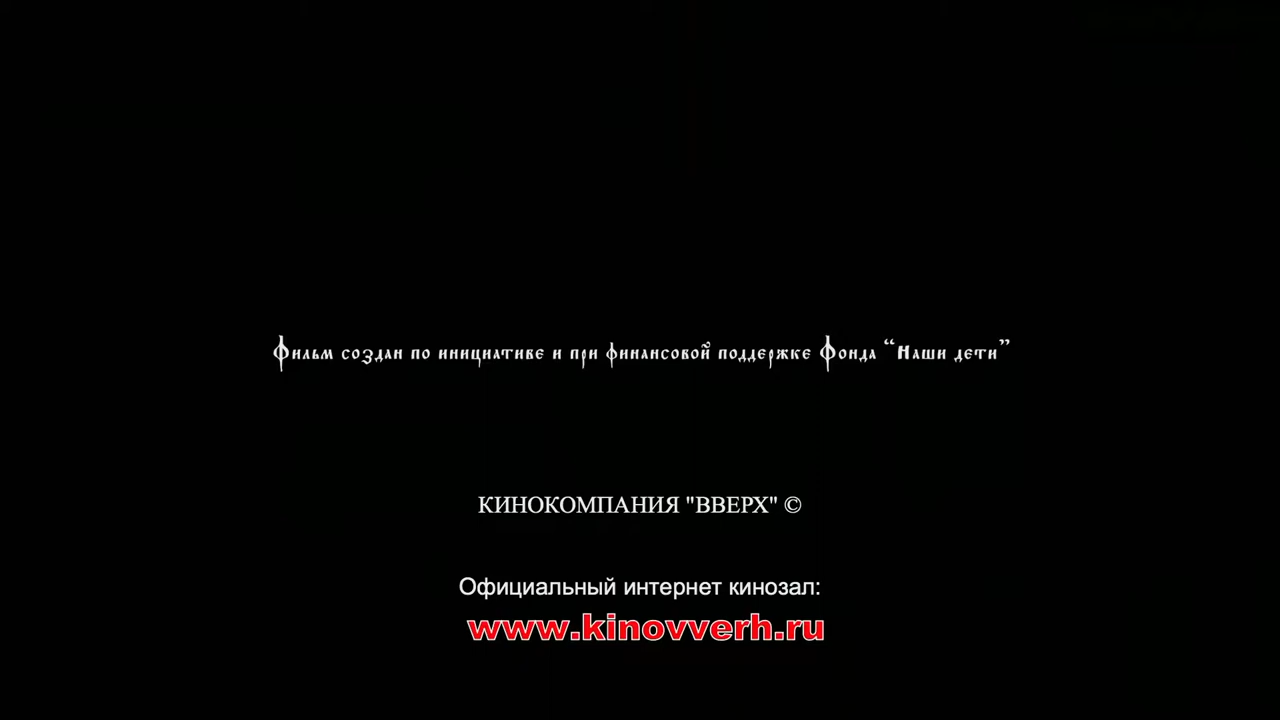 Фильм создан по инициативе и при финансовой поддержке Фонда “Наши дети”
КИНОКОМПАНИЯ "ВВЕРХ" ©
Официальный интернет кинозал:
www.kinovverh.ru